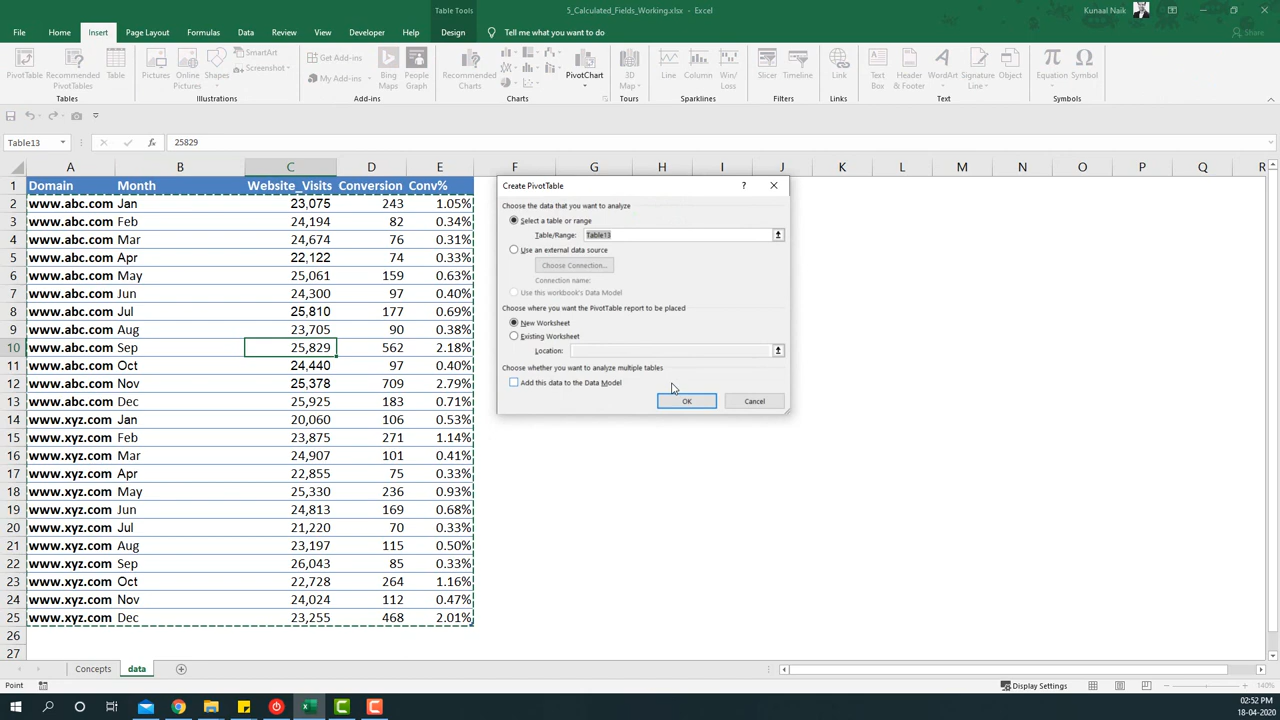 Table Tools
5_Calculated_Fields_Working.xlsx - Excel
Kunaal Naik
File Home Insert Page Layout Formulas Data Review View Developer Help Design Tell me what you want to do Share
PivotTable Recommended PivotTables Table Pictures Online Pictures Shapes SmartArt Screenshot Get Add-ins My Add-ins Bing Maps People Graph Recommended Charts PivotChart 3D Map Line Column Win/Loss Slicer Timeline Link Text Box Header & Footer WordArt Signature Line Object Equation Symbol
Tables Illustrations Add-ins Charts Tours Sparklines Filters Links Text Symbols
Table13 fx 25829
A B C D E F G H I J K L M N O P Q R
1 Domain Month Website_Visits Conversion Conv%
2 www.abc.com Jan 23,075 243 1.05%
3 www.abc.com Feb 24,194 82 0.34%
4 www.abc.com Mar 24,674 76 0.31%
5 www.abc.com Apr 22,122 74 0.33%
6 www.abc.com May 25,061 159 0.63%
7 www.abc.com Jun 24,300 97 0.40%
8 www.abc.com Jul 25,810 177 0.69%
9 www.abc.com Aug 23,705 90 0.38%
10 www.abc.com Sep 25,829 562 2.18%
11 www.abc.com Oct 24,440 97 0.40%
12 www.abc.com Nov 25,378 709 2.79%
13 www.abc.com Dec 25,925 183 0.71%
14 www.xyz.com Jan 20,060 106 0.53%
15 www.xyz.com Feb 23,875 271 1.14%
16 www.xyz.com Mar 24,907 101 0.41%
17 www.xyz.com Apr 22,855 75 0.33%
18 www.xyz.com May 25,330 236 0.93%
19 www.xyz.com Jun 24,813 169 0.68%
20 www.xyz.com Jul 21,220 70 0.33%
21 www.xyz.com Aug 23,197 115 0.50%
22 www.xyz.com Sep 26,043 85 0.33%
23 www.xyz.com Oct 22,728 264 1.16%
24 www.xyz.com Nov 24,024 112 0.47%
25 www.xyz.com Dec 23,255 468 2.01%
26
27
Create PivotTable ?
Choose the data that you want to analyze
Select a table or range
Table/Range: Table13
Use an external data source
Choose Connection...
Connection name:
Use this workbook's Data Model
Choose where you want the PivotTable report to be placed
New Worksheet
Existing Worksheet
Location:
Choose whether you want to analyze multiple tables
Add this data to the Data Model
OK Cancel
Concepts data
Point Display Settings 140%
02:52 PM
18-04-2020